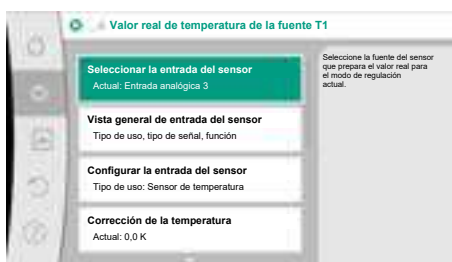 Valor real de temperatura de la fuente T1
Seleccionar la entrada del sensor
Actual: Entrada analógica 3
Vista general de entrada del sensor
Tipo de uso, tipo de señal, función
Configurar la entrada del sensor
Tipo de uso: Sensor de temperatura
Corrección de la temperatura
Actual: 0,0 K
Seleccione la fuente del sensor
que prepara el valor real para
el modo de regulación
actual.